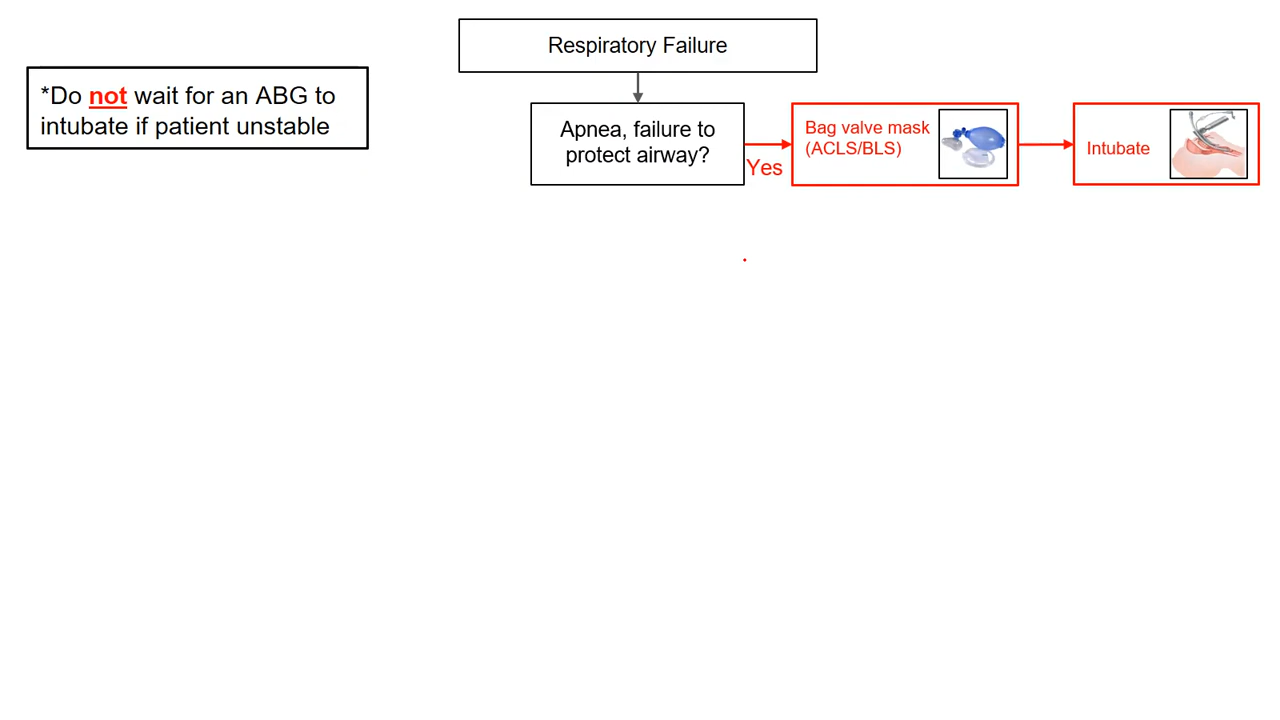 Respiratory Failure
*Do not wait for an ABG to
intubate if patient unstable
Apnea, failure to
protect airway?
Yes
Bag valve mask
(ACLS/BLS)
Intubate